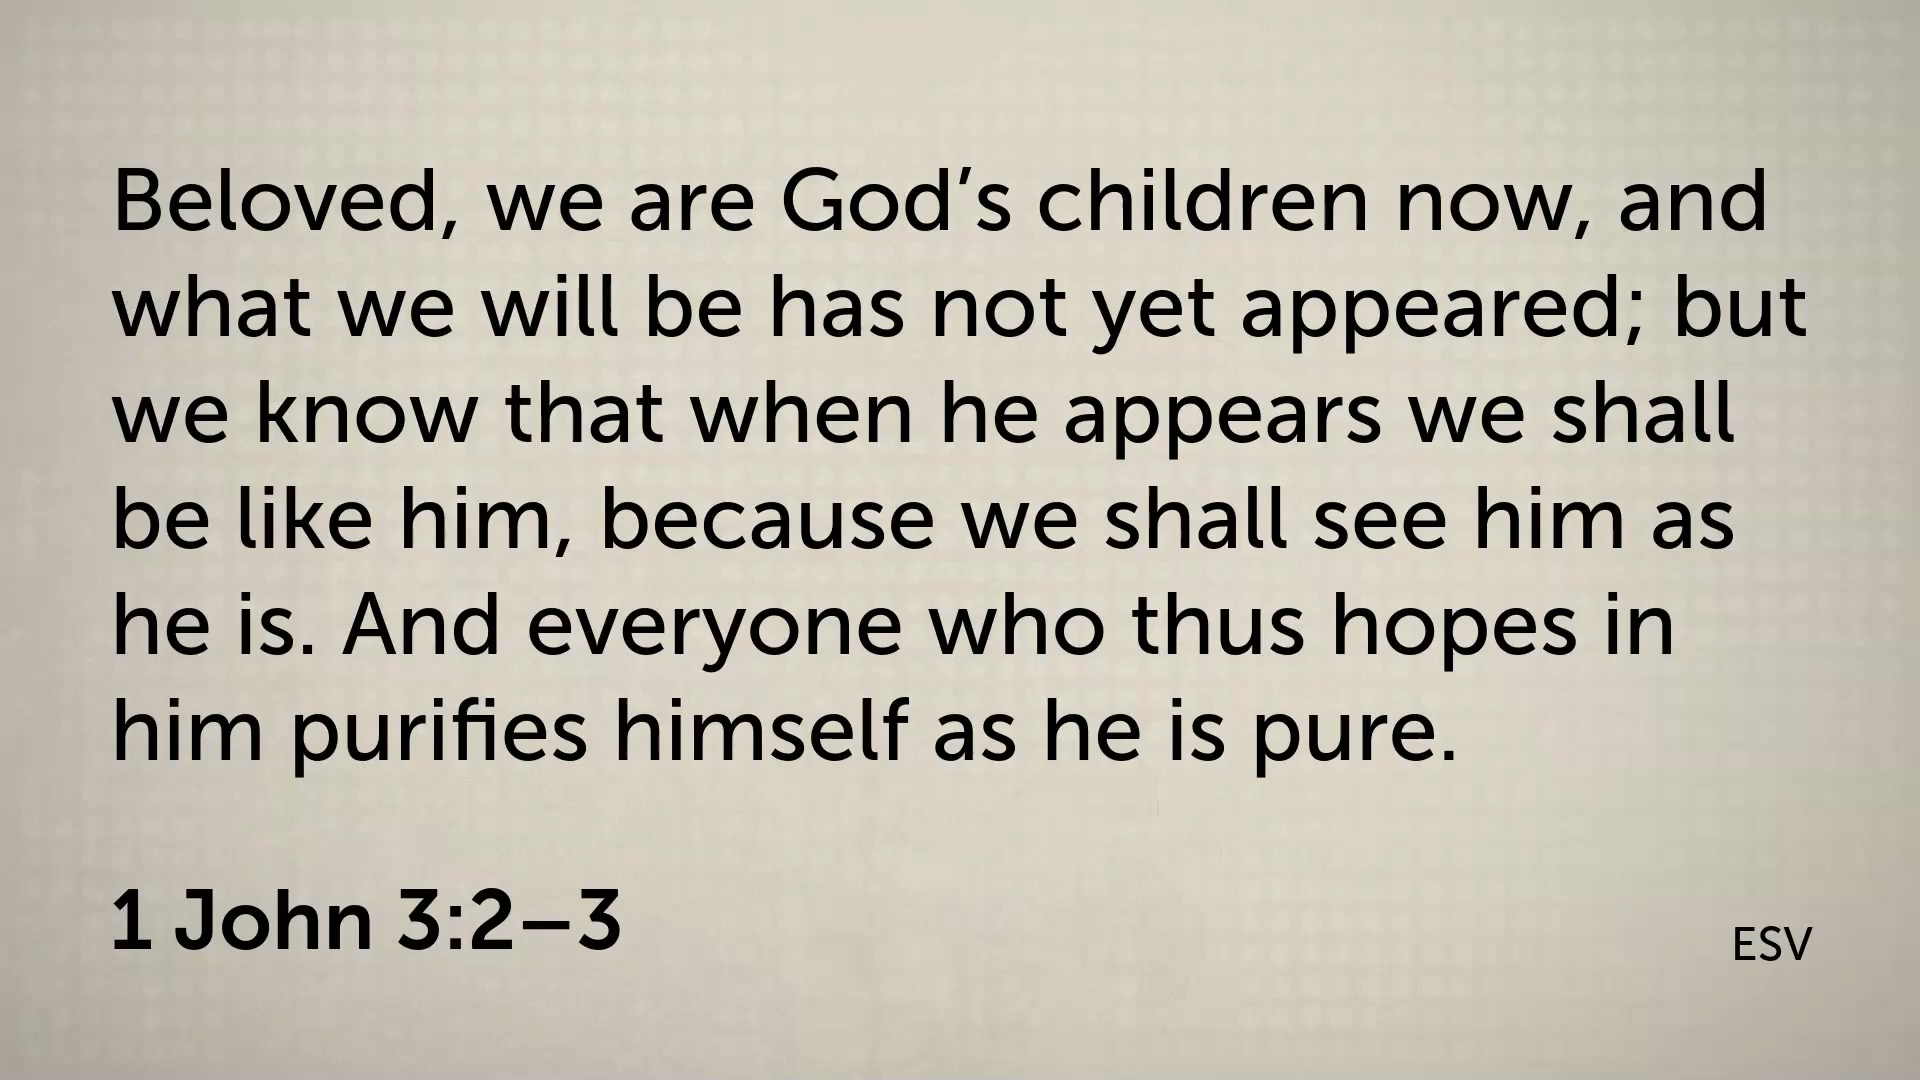 Beloved, we are God’s children now, and
what we will be has not yet appeared; but
we know that when he appears we shall
be like him, because we shall see him as
he is. And everyone who thus hopes in
him purifies himself as he is pure.
1 John 3:2–3
ESV